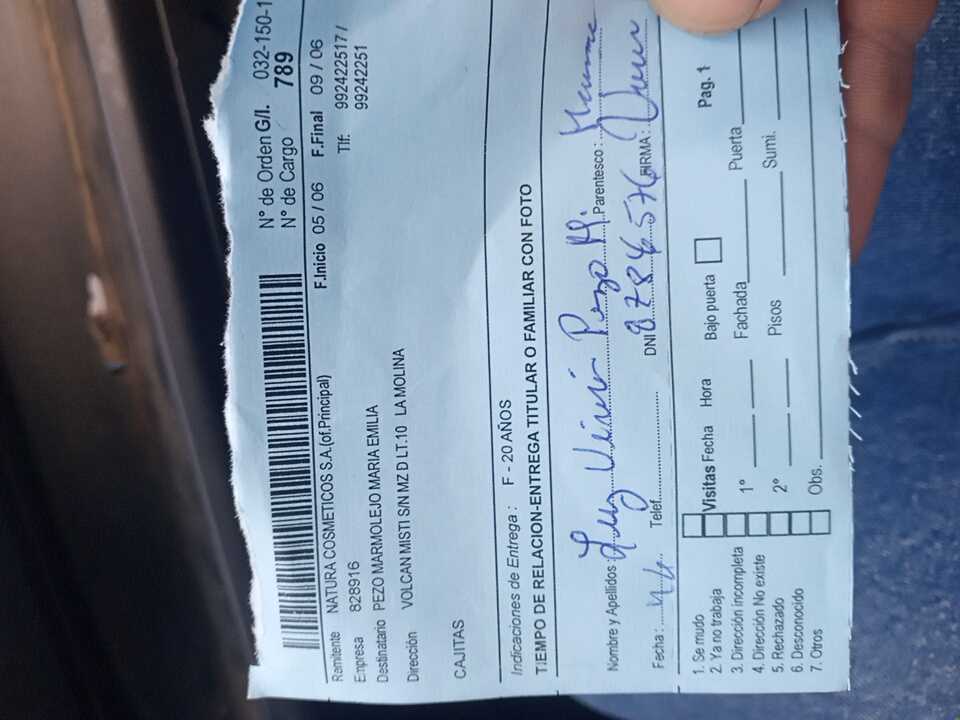 N° de Orden G/I. 032-150-1
N° de Cargo 789
Remitente NATURA COSMETICOS S.A.(of.Principal) F.Inicio 05 / 06 F.Final 09 / 06
Empresa 828916 Tlf: 992422517 /
Destinatario PEZO MARMOLEJO MARIA EMILIA 99242251
Dirección VOLCAN MISTI S/N MZ D LT.10 LA MOLINA
CAJITAS
Indicaciones de Entrega : F - 20 AÑOS
TIEMPO DE RELACION-ENTREGA TITULAR O FAMILIAR CON FOTO
Nombre y Apellidos : Luz Viviri Pezo M. Parentesco :
Fecha : Telef. DNI FIRMA :
1. Se mudo Visitas Fecha Hora Bajo puerta Pag. 1
2. Ya no trabaja
3. Dirección incompleta 1° Fachada Puerta
4. Dirección No existe
5. Rechazado 2° Pisos Sumi.
6. Desconocido
7. Otros Obs.